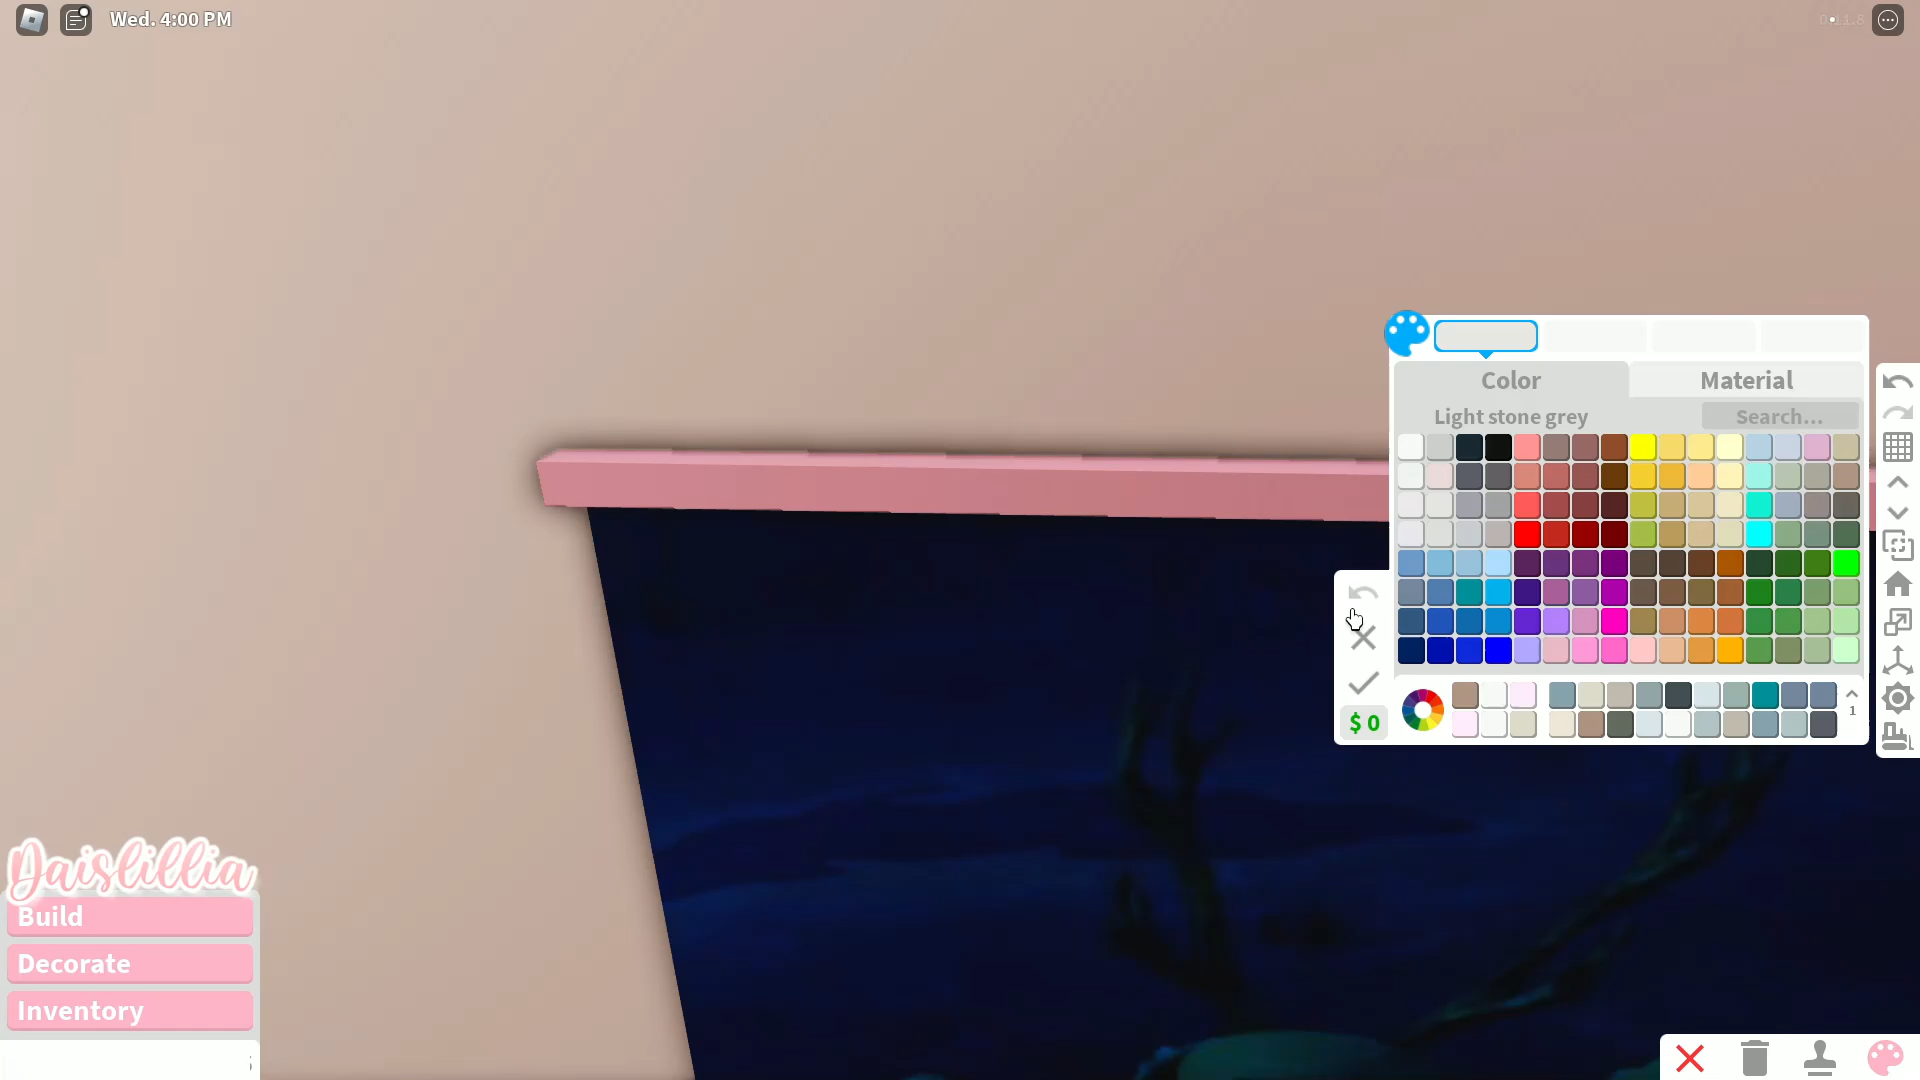 Wed. 4:00 PM
Color
Material
Light stone grey
Search...
1
$ 0
Daislillia
Build
Decorate
Inventory